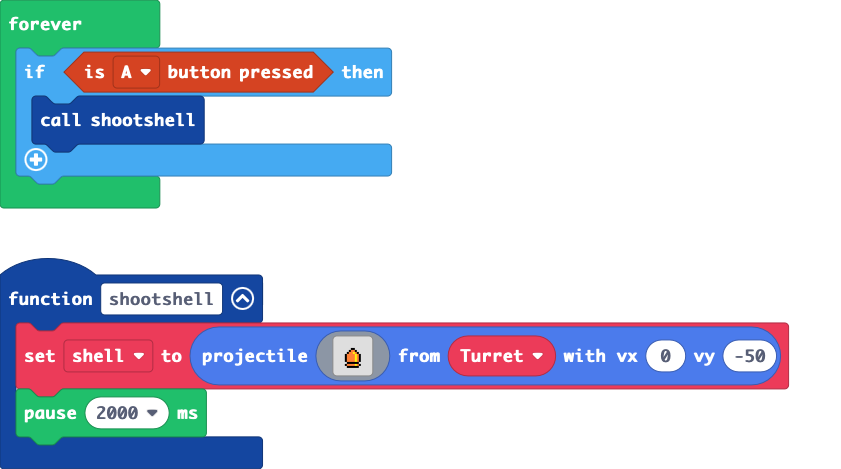 forever
if is A button pressed then
call shootshell
function shootshell
set shell to projectile from Turret with vx 0 vy -50
pause 2000 ms